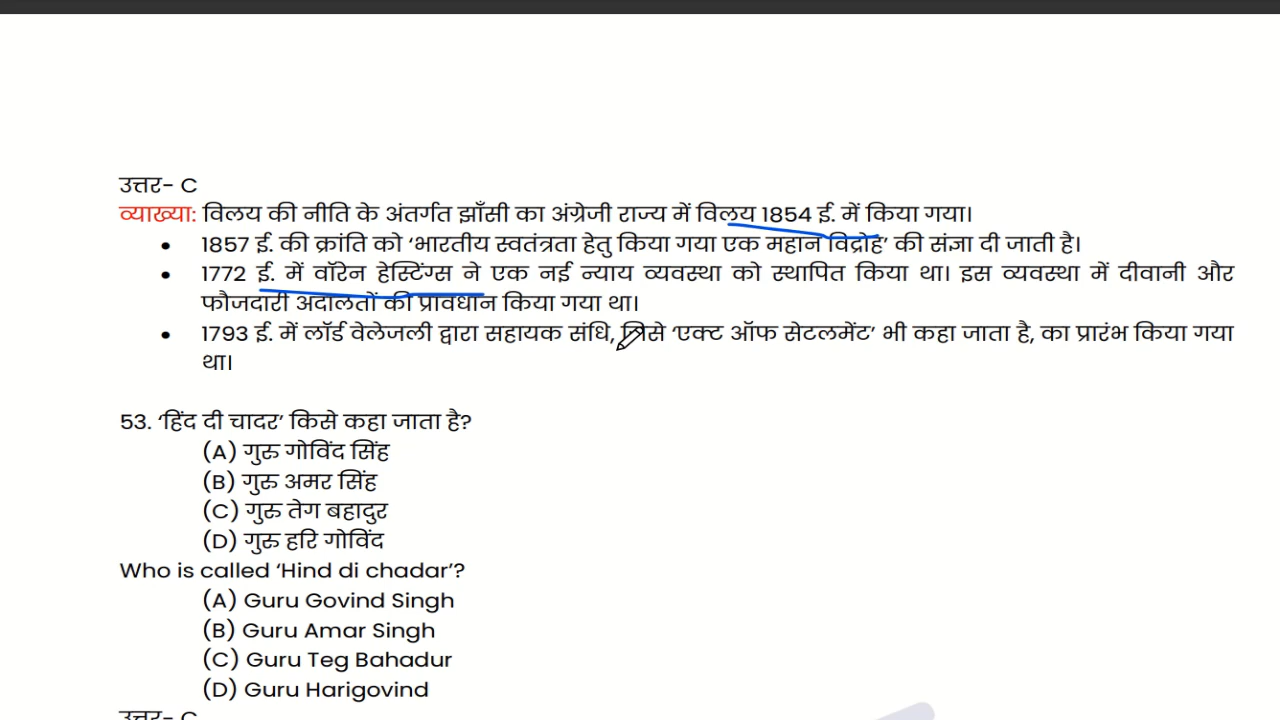 उत्तर- C
व्याख्या: विलय की नीति के अंतर्गत झाँसी का अंग्रेजी राज्य में विलय 1854 ई. में किया गया।
• 1857 ई. की क्रांति को ‘भारतीय स्वतंत्रता हेतु किया गया एक महान विद्रोह’ की संज्ञा दी जाती है।
• 1772 ई. में वॉरेन हेस्टिंग्स ने एक नई न्याय व्यवस्था को स्थापित किया था। इस व्यवस्था में दीवानी और
फौजदारी अदालतों की प्रावधान किया गया था।
• 1793 ई. में लॉर्ड वेलेजली द्वारा सहायक संधि, जिसे ‘एक्ट ऑफ सेटलमेंट’ भी कहा जाता है, का प्रारंभ किया गया
था।
53. ‘हिंद दी चादर’ किसे कहा जाता है?
(A) गुरु गोविंद सिंह
(B) गुरु अमर सिंह
(C) गुरु तेग बहादुर
(D) गुरु हरि गोविंद
Who is called ‘Hind di chadar’?
(A) Guru Govind Singh
(B) Guru Amar Singh
(C) Guru Teg Bahadur
(D) Guru Harigovind
उत्तर- C